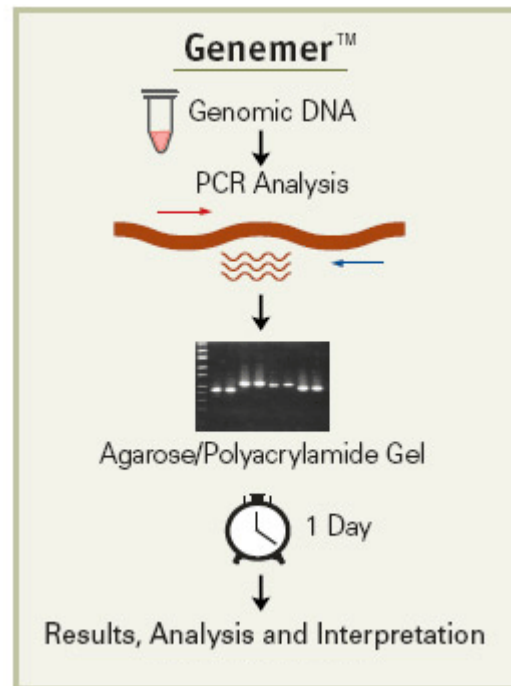 Genemer™
Genomic DNA
PCR Analysis
Agarose/Polyacrylamide Gel
1 Day
Results, Analysis and Interpretation